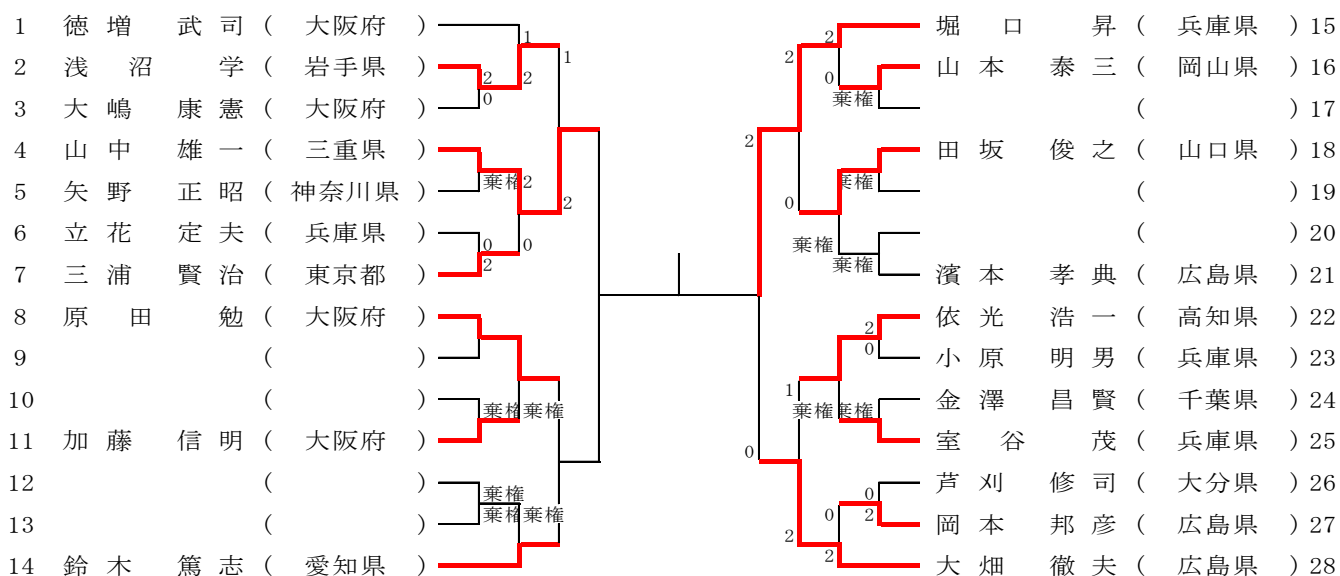 1 徳増 武司 ( 大阪府 )
2 浅沼 学 ( 岩手県 )
3 大嶋 康憲 ( 大阪府 )
4 山中 雄一 ( 三重県 )
5 矢野 正昭 ( 神奈川県 )
6 立花 定夫 ( 兵庫県 )
7 三浦 賢治 ( 東京都 )
8 原田 勉 ( 大阪府 )
9 ( )
10 ( )
11 加藤 信明 ( 大阪府 )
12 ( )
13 ( )
14 鈴木 篤志 ( 愛知県 )
1
1
2
2
0
棄権
2
2
0
0
2
棄権
棄権
棄権
棄権
棄権
2
2
0
棄権
2
棄権
0
棄権
棄権
2
0
1
棄権
棄権
0
0
2
0
2
2
堀口 昇 ( 兵庫県 ) 15
山本 泰三 ( 岡山県 ) 16
( ) 17
田坂 俊之 ( 山口県 ) 18
( ) 19
( ) 20
濱本 孝典 ( 広島県 ) 21
依光 浩一 ( 高知県 ) 22
小原 明男 ( 兵庫県 ) 23
金澤 昌賢 ( 千葉県 ) 24
室谷 茂 ( 兵庫県 ) 25
芦刈 修司 ( 大分県 ) 26
岡本 邦彦 ( 広島県 ) 27
大畑 徹夫 ( 広島県 ) 28